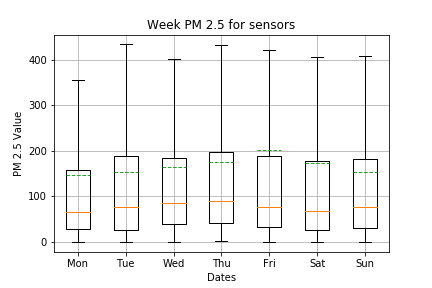 Week PM 2.5 for sensors
PM 2.5 Value
400
300
200
100
0
Mon Tue Wed Thu Fri Sat Sun
Dates